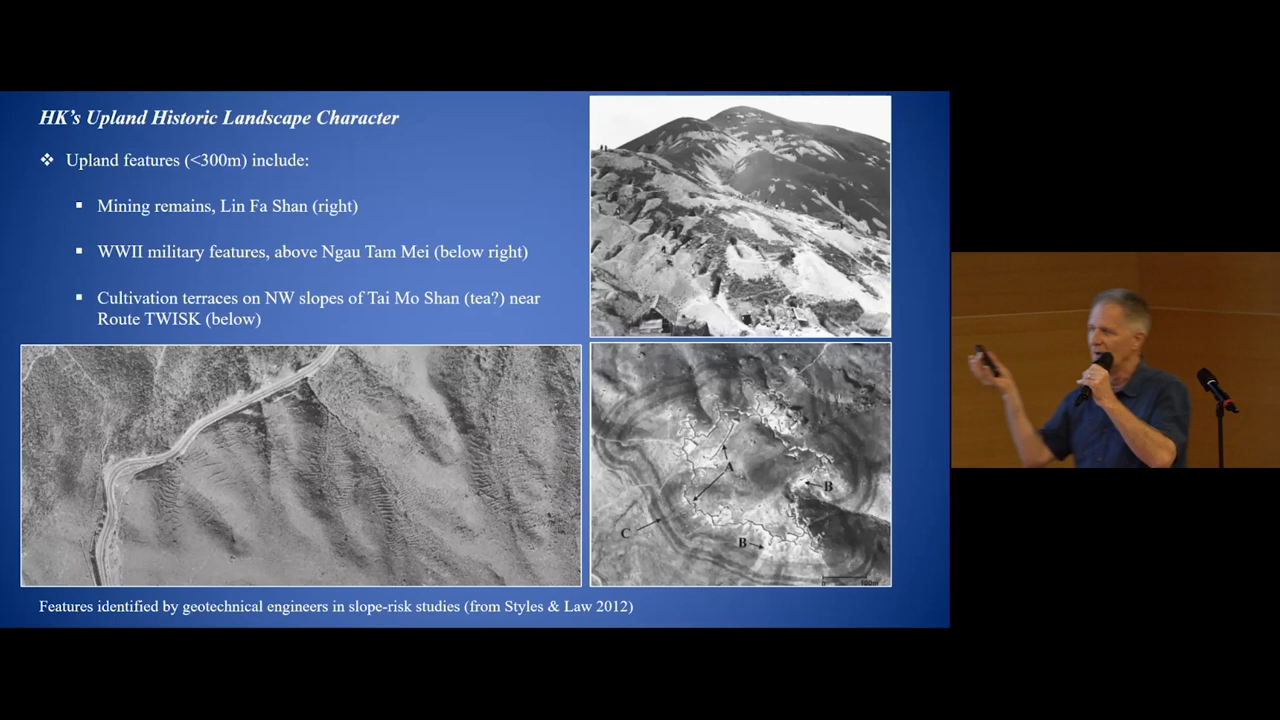 HK's Upland Historic Landscape Character
❖ Upland features (<300m) include:
▪ Mining remains, Lin Fa Shan (right)
▪ WWII military features, above Ngau Tam Mei (below right)
▪ Cultivation terraces on NW slopes of Tai Mo Shan (tea?) near
Route TWISK (below)
A
B
C
B
0 100m
Features identified by geotechnical engineers in slope-risk studies (from Styles & Law 2012)